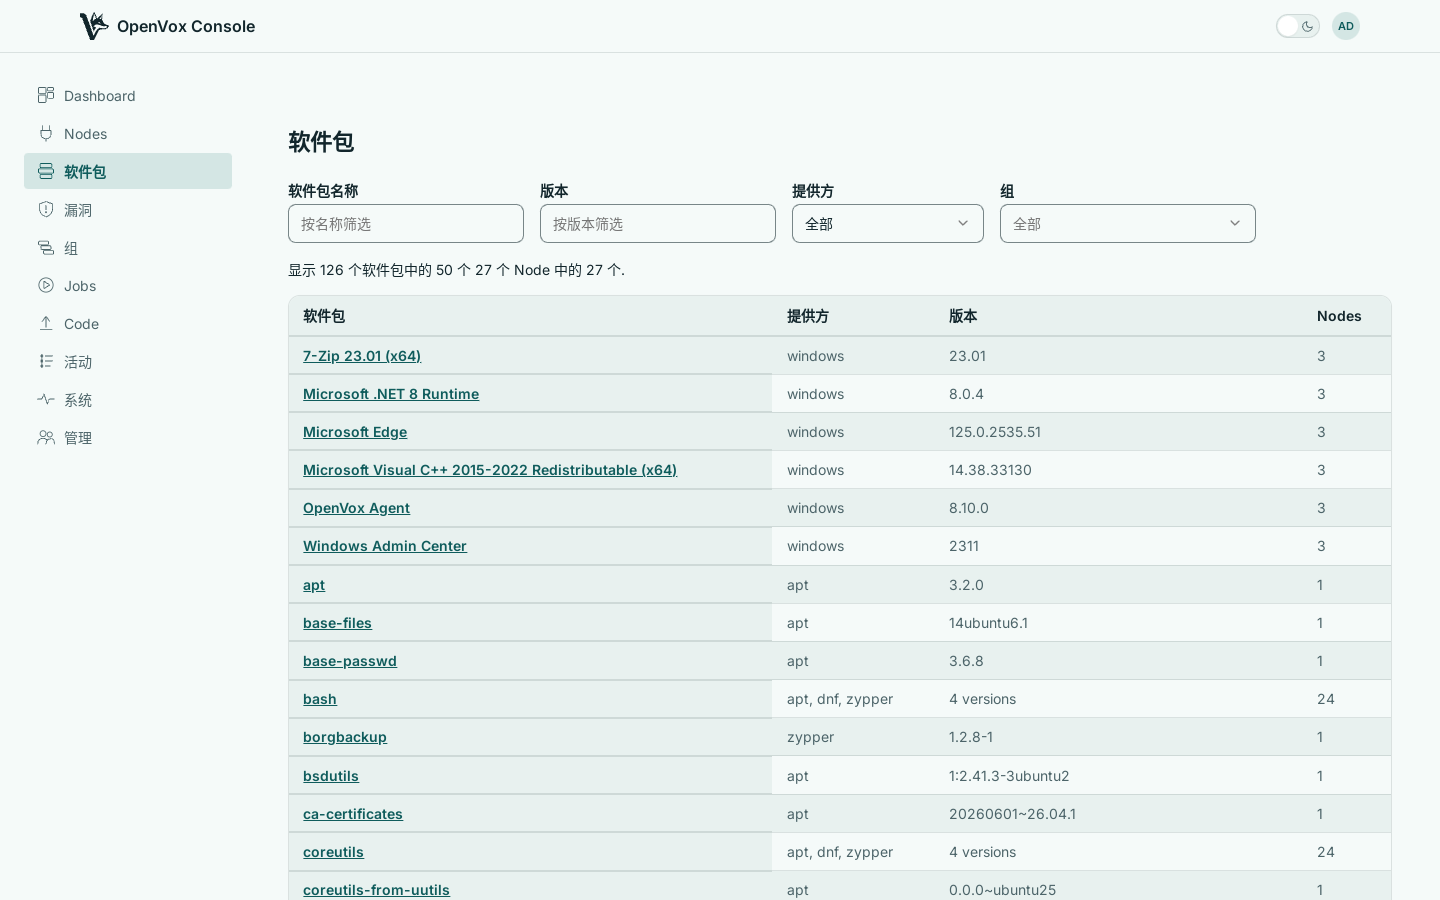 OpenVox Console
AD
Dashboard
Nodes
软件包
漏洞
组
Jobs
Code
活动
系统
管理
软件包
软件包名称 版本 提供方 组
按名称筛选 按版本筛选 全部 全部
显示 126 个软件包中的 50 个 27 个 Node 中的 27 个.
软件包 提供方 版本 Nodes
7-Zip 23.01 (x64) windows 23.01 3
Microsoft .NET 8 Runtime windows 8.0.4 3
Microsoft Edge windows 125.0.2535.51 3
Microsoft Visual C++ 2015-2022 Redistributable (x64) windows 14.38.33130 3
OpenVox Agent windows 8.10.0 3
Windows Admin Center windows 2311 3
apt apt 3.2.0 1
base-files apt 14ubuntu6.1 1
base-passwd apt 3.6.8 1
bash apt, dnf, zypper 4 versions 24
borgbackup zypper 1.2.8-1 1
bsdutils apt 1:2.41.3-3ubuntu2 1
ca-certificates apt 20260601~26.04.1 1
coreutils apt, dnf, zypper 4 versions 24
coreutils-from-uutils apt 0.0.0~ubuntu25 1